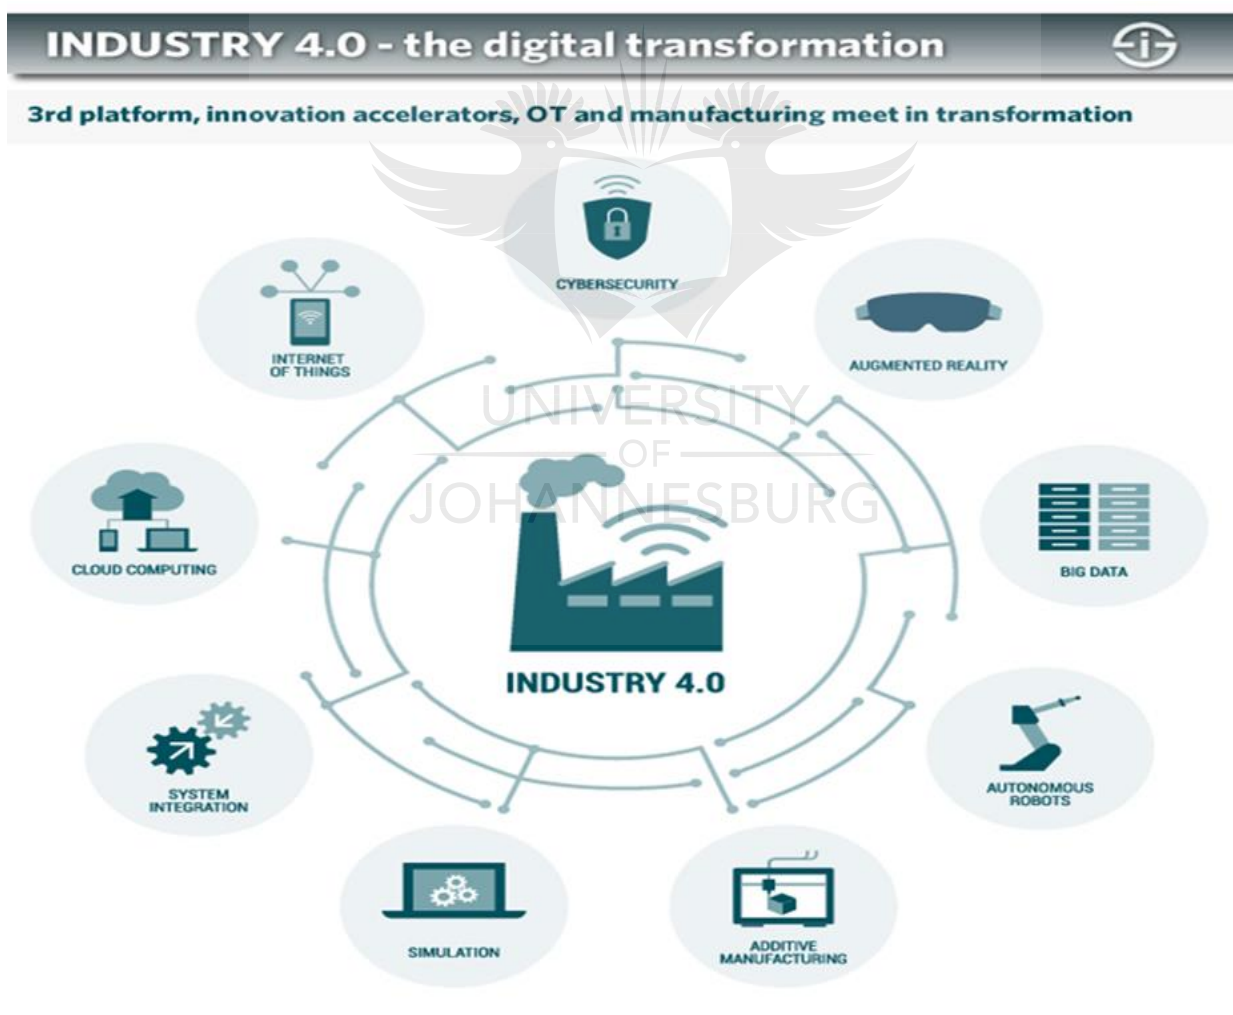 INDUSTRY 4.0 - the digital transformation
3rd platform, innovation accelerators, OT and manufacturing meet in transformation
CYBERSECURITY
INTERNET
OF THINGS
AUGMENTED REALITY
UNIVERSITY
OF
JOHANNESBURG
CLOUD COMPUTING
BIG DATA
INDUSTRY 4.0
SYSTEM
INTEGRATION
AUTONOMOUS
ROBOTS
SIMULATION
ADDITIVE
MANUFACTURING